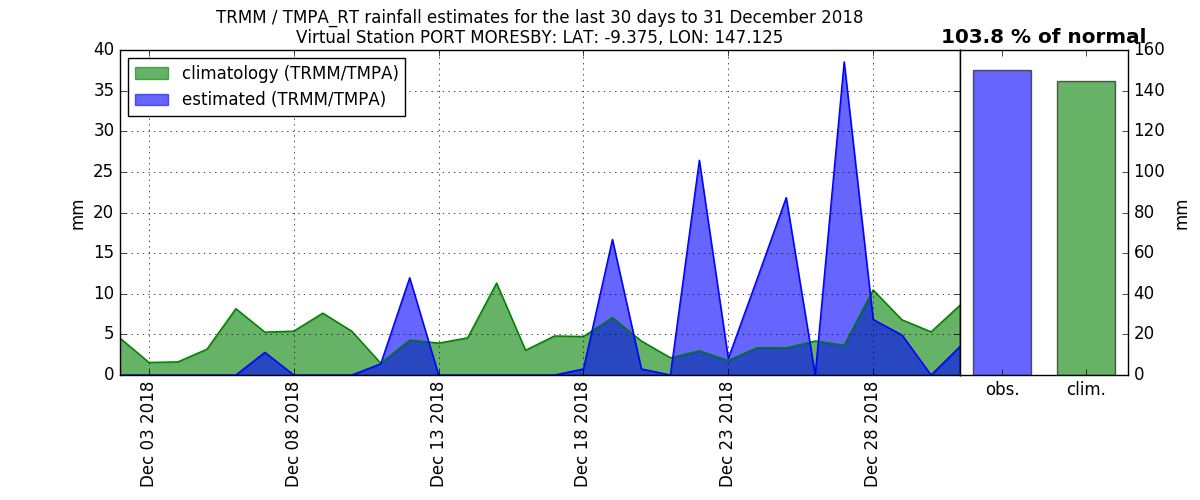 TRMM / TMPA_RT rainfall estimates for the last 30 days to 31 December 2018
Virtual Station PORT MORESBY: LAT: -9.375, LON: 147.125
103.8 % of normal
climatology (TRMM/TMPA)
estimated (TRMM/TMPA)
40
35
30
25
20
15
10
5
0
mm
Dec 03 2018
Dec 08 2018
Dec 13 2018
Dec 18 2018
Dec 23 2018
Dec 28 2018
obs.
clim.
160
140
120
100
80
60
40
20
0
mm